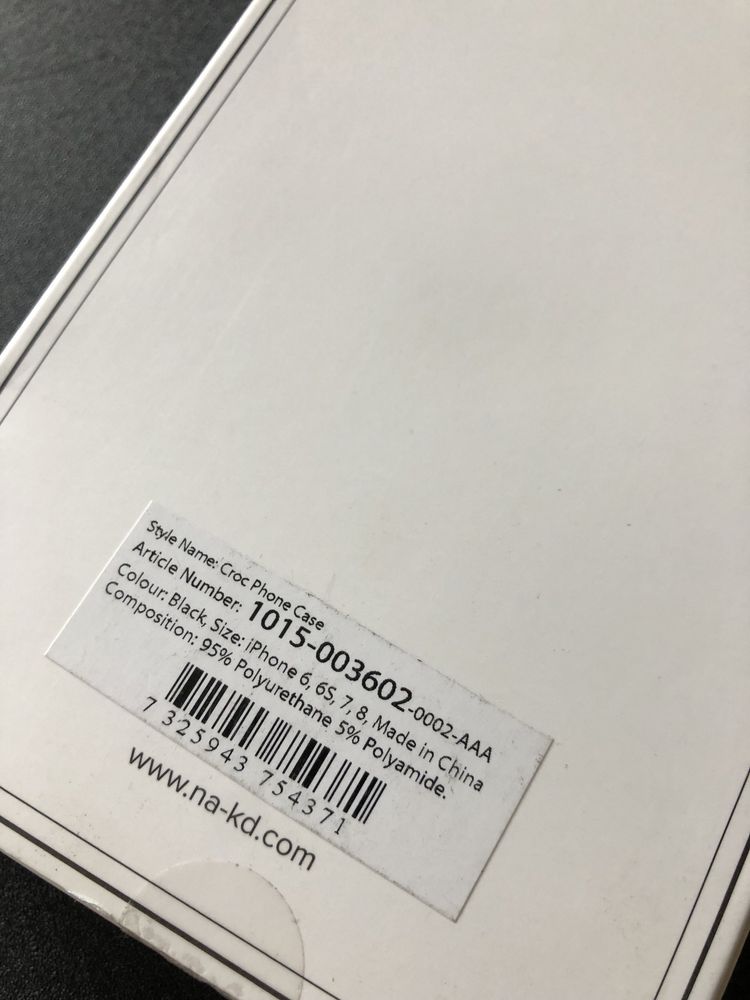 Style Name: Croc Phone Case
Article Number: 1015-003602-0002-AAA
Colour: Black, Size: iPhone 6, 6S, 7, 8, Made in China
Composition: 95% Polyurethane 5% Polyamide.
7 325943 754371
www.na-kd.com